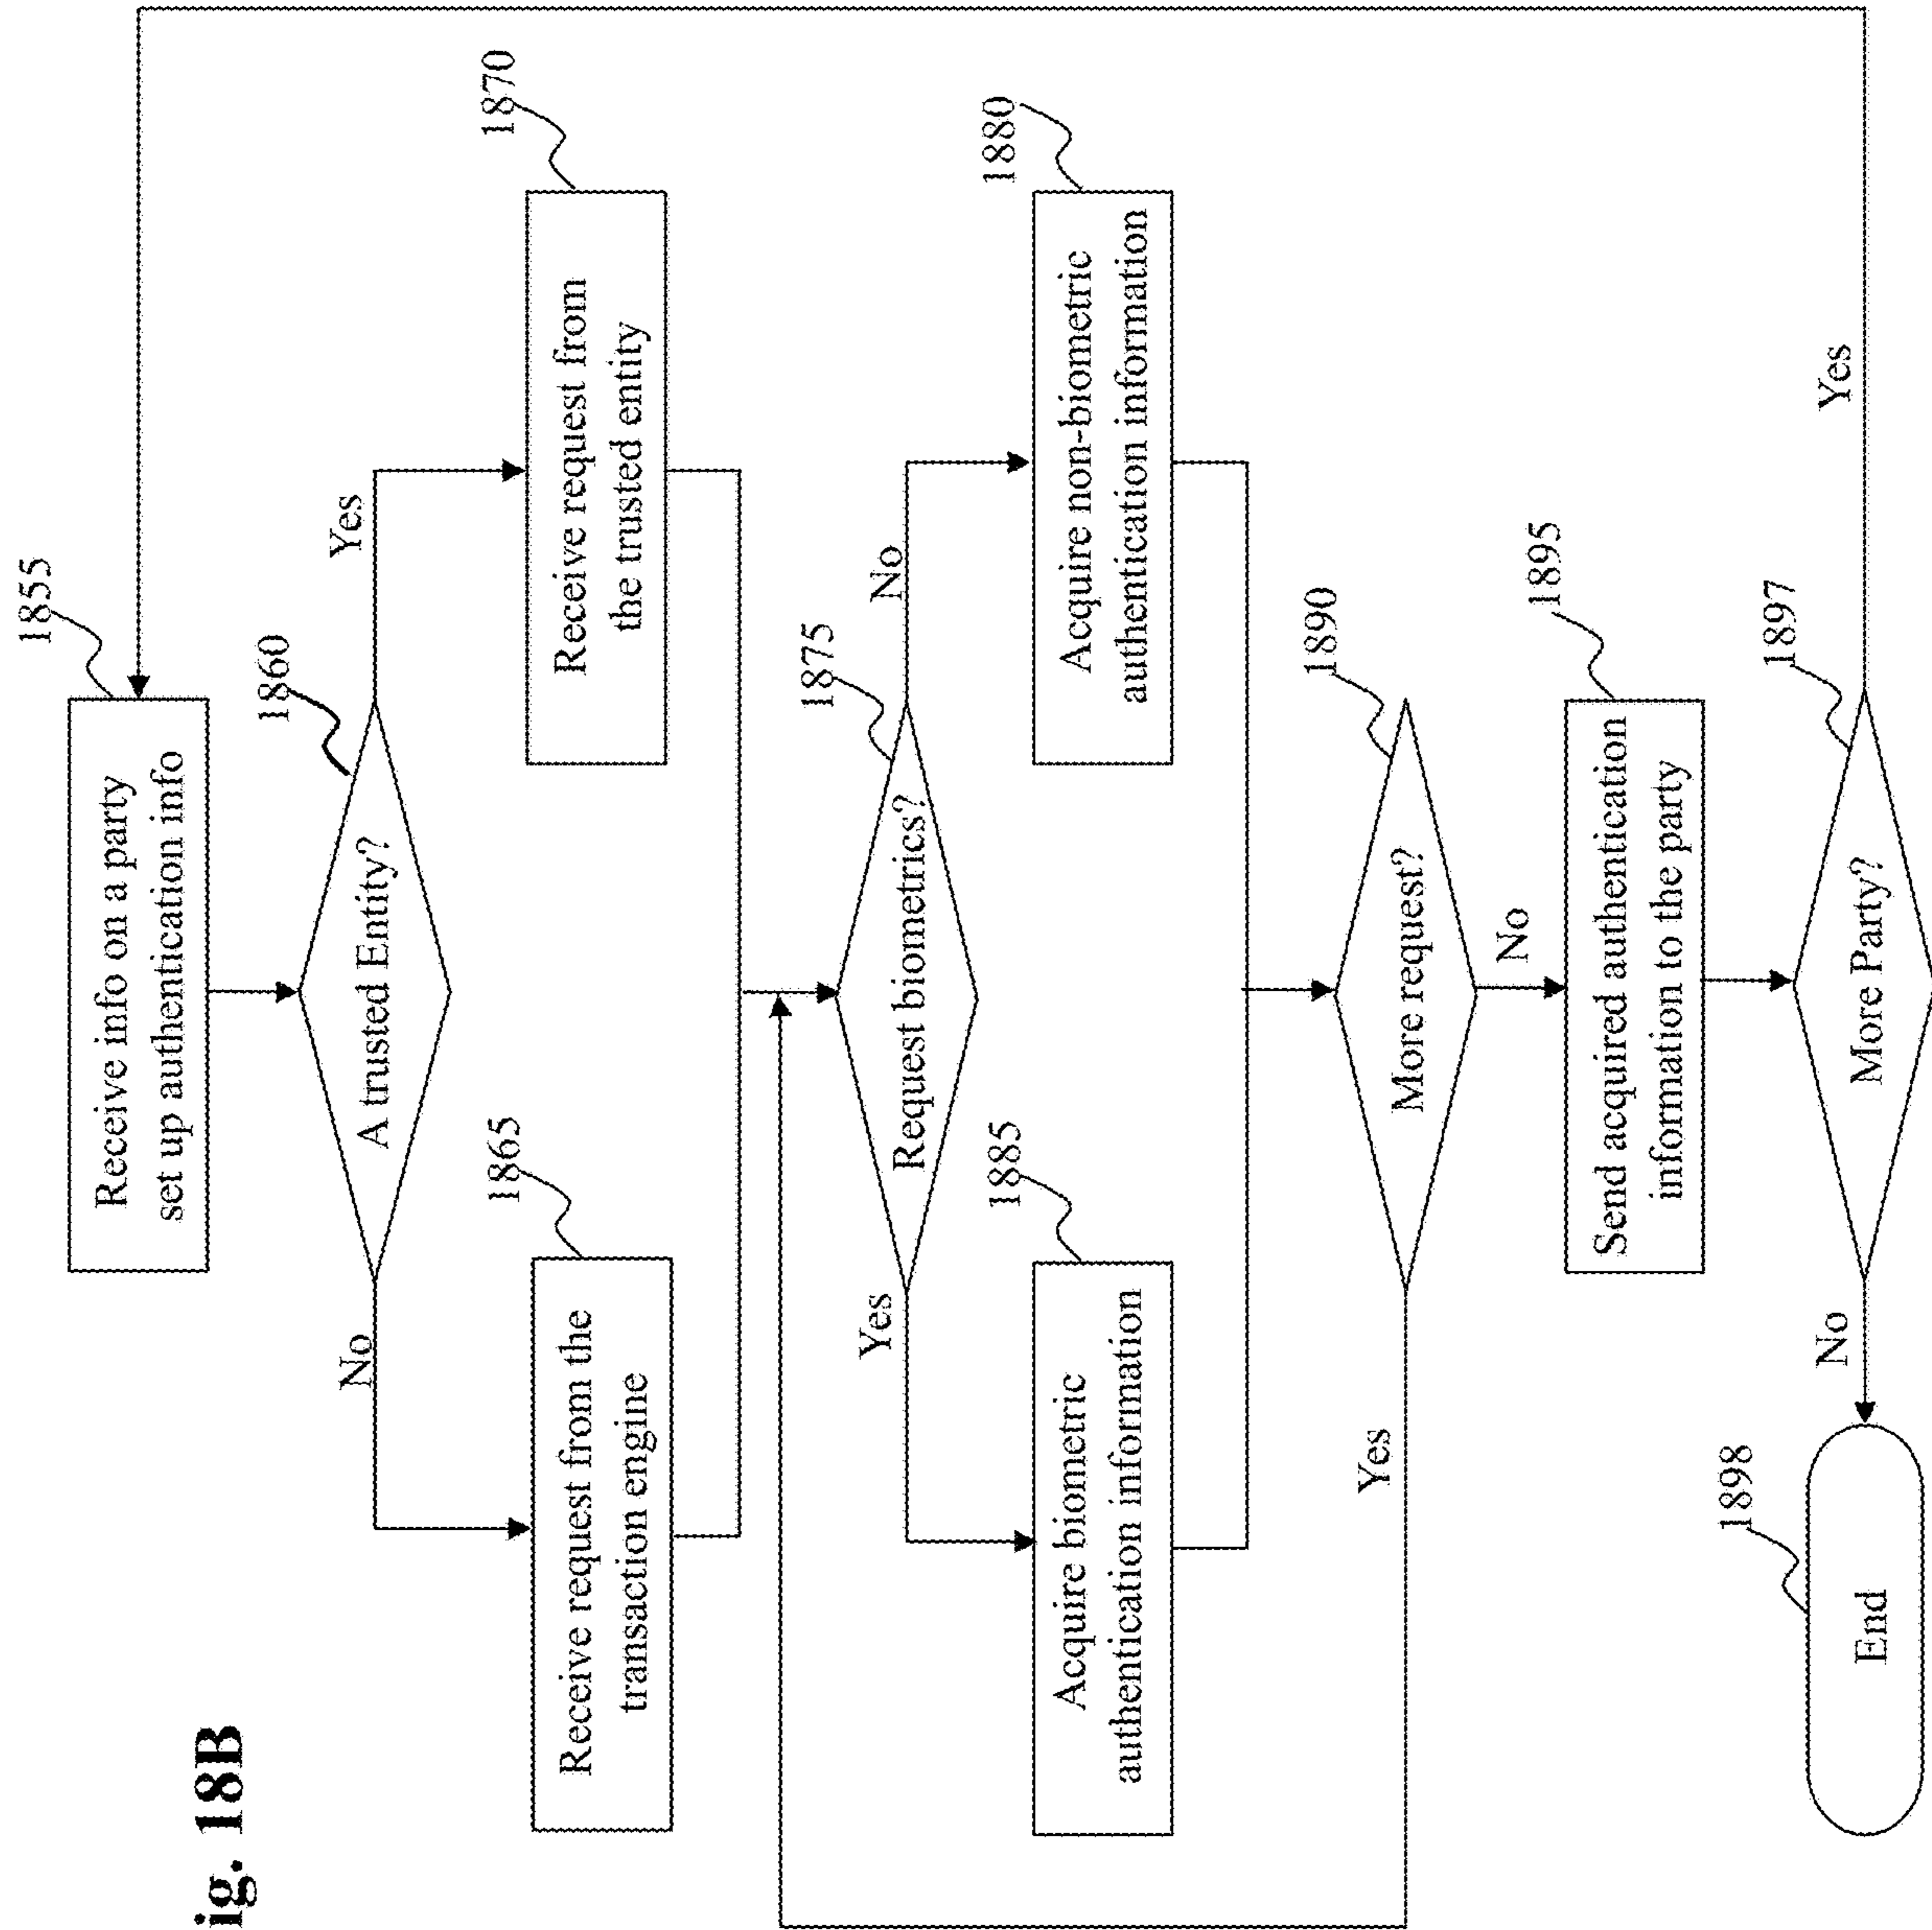 ig. 18B
1855
Receive info on a party
set up authentication info
1860
A trusted Entity?
No
Yes
1865
Receive request from the
transaction engine
1870
Receive request from
the trusted entity
1875
Request biometrics?
Yes
No
1885
Acquire biometric
authentication information
1880
Acquire non-biometric
authentication information
1890
More request?
Yes
No
1895
Send acquired authentication
information to the party
1897
More Party?
No
Yes
1898
End